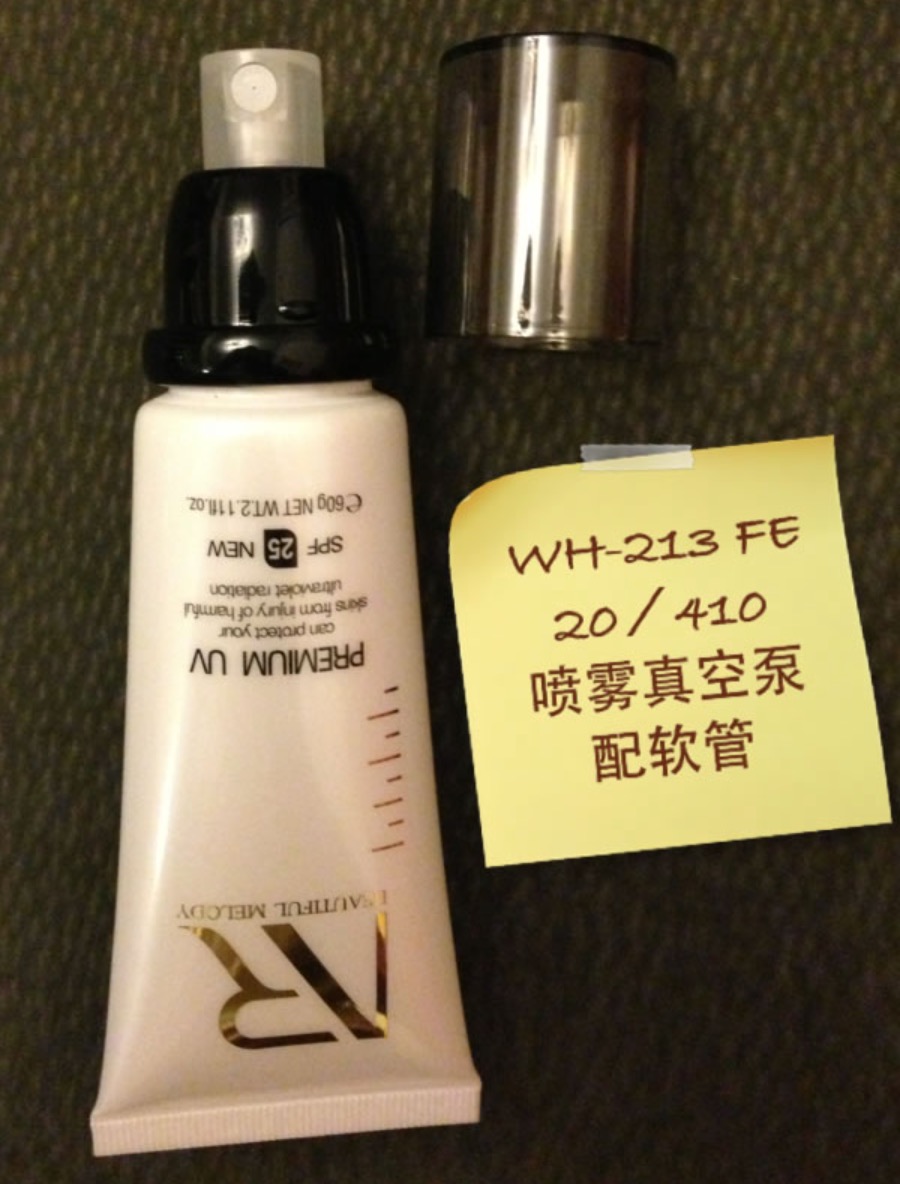 BEAUTIFUL MELODY
PREMIUM UV
can protect your
skins from injury of harmful
ultraviolet radiation
SPF 25 NEW
℮60g NET WT.2.11fl.oz.
WH-213 FE
20/410
喷雾真空泵
配软管